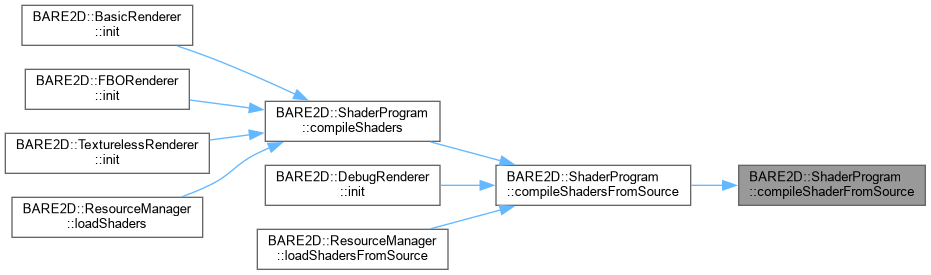 BARE2D::BasicRenderer
::init
BARE2D::FBORenderer
::init
BARE2D::TexturelessRenderer
::init
BARE2D::ResourceManager
::loadShaders
BARE2D::ShaderProgram
::compileShaders
BARE2D::DebugRenderer
::init
BARE2D::ResourceManager
::loadShadersFromSource
BARE2D::ShaderProgram
::compileShadersFromSource
BARE2D::ShaderProgram
::compileShaderFromSource